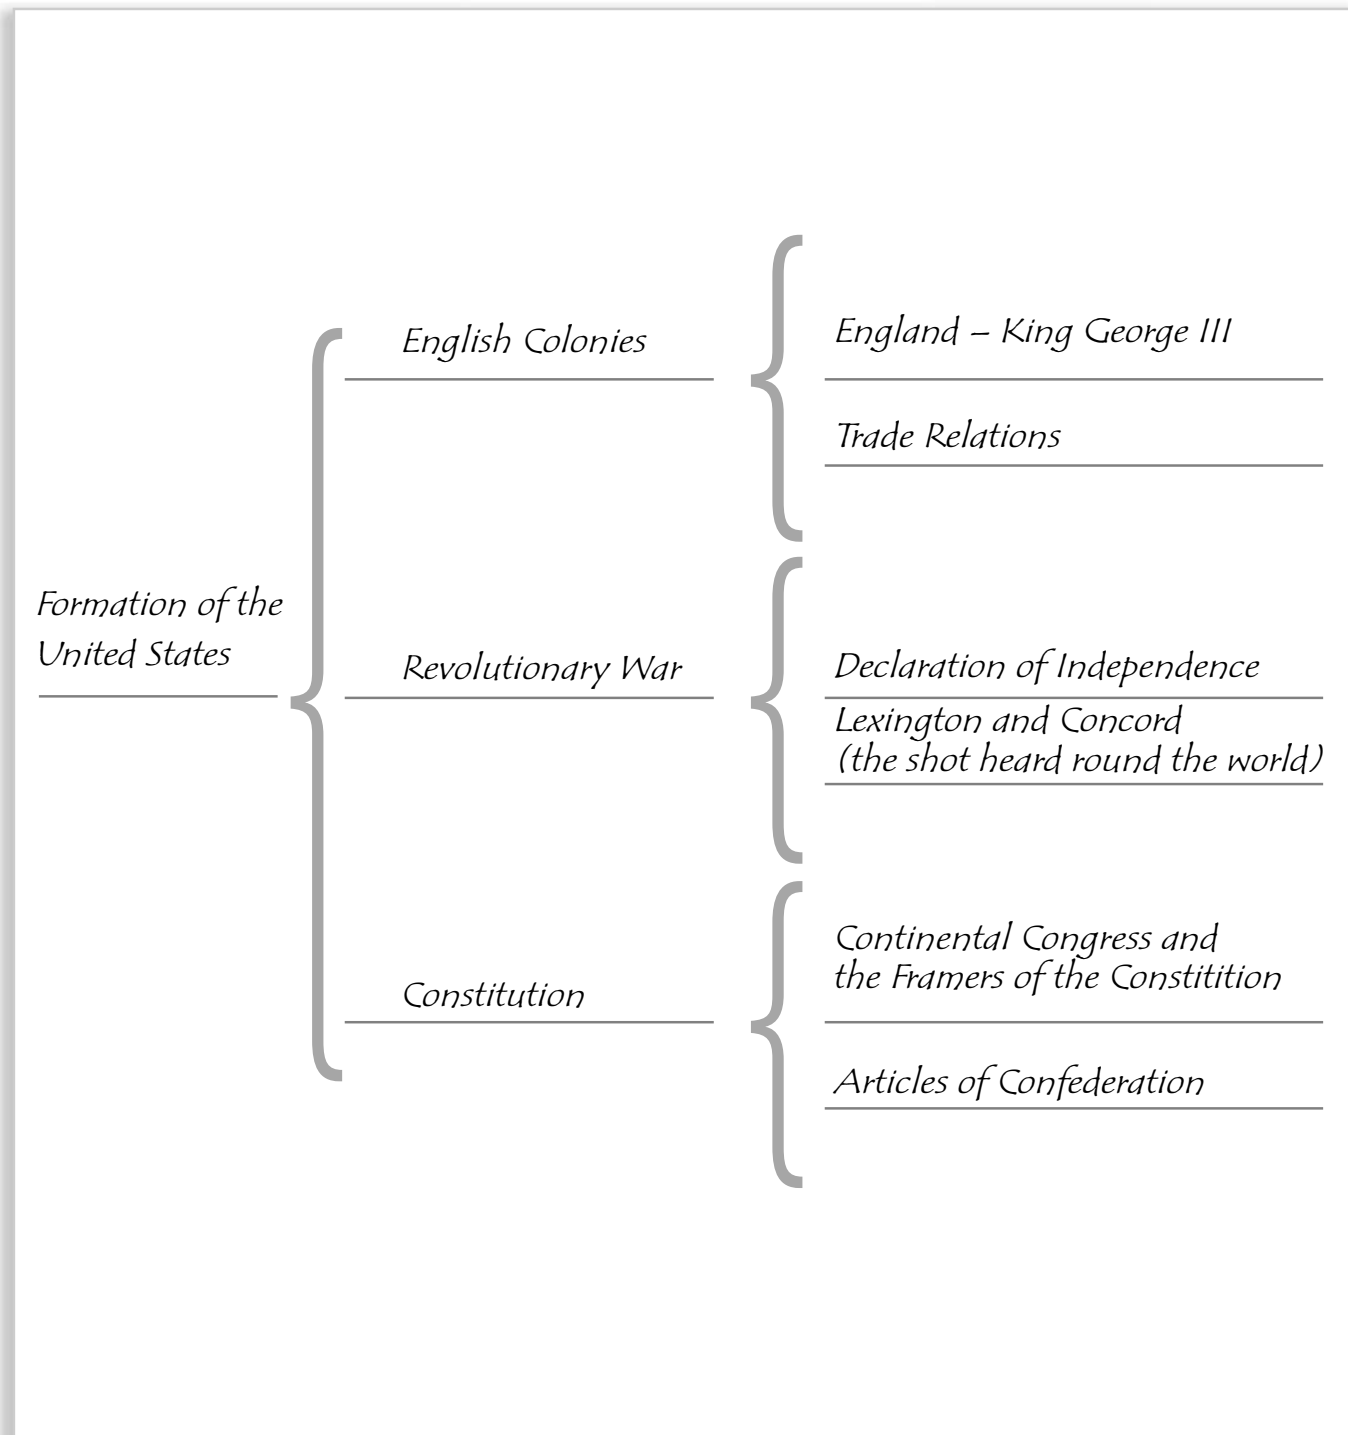 Formation of the
United States
English Colonies
England – King George III
Trade Relations
Revolutionary War
Declaration of Independence
Lexington and Concord
(the shot heard round the world)
Constitution
Continental Congress and
the Framers of the Constitition
Articles of Confederation